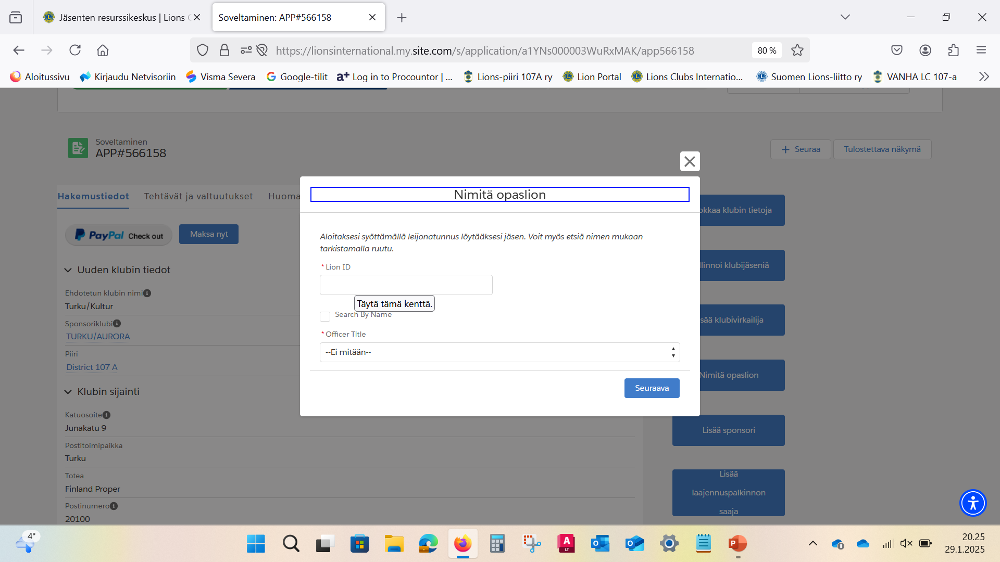 Jäsenten resurssikeskus | Lions
Soveltaminen: APP#566158
https://lionsinternational.my.site.com/s/application/a1YNs000003WuRxMAK/app566158
80 %
Aloitussivu
Kirjaudu Netvisoriin
Visma Severa
Google-tilit
a+ Log in to Procountor | ...
Lions-piiri 107A ry
Lion Portal
Lions Clubs Internatio...
Suomen Lions-liitto ry
VANHA LC 107-a
Soveltaminen
APP#566158
Seuraa
Tulostettava näkymä
Hakemustiedot
Tehtävät ja valtuutukset
Huoma
PayPal Check out
Maksa nyt
Uuden klubin tiedot
Ehdotetun klubin nimi
Turku/Kultur
Sponsoriklubi
TURKU/AURORA
Piiri
District 107 A
Klubin sijainti
Katuosoite
Junakatu 9
Postitoimipaikka
Turku
Totea
Finland Proper
Postinumero
20100
Nimitä opaslion
Aloitaksesi syöttämällä leijonatunnus löytääksesi jäsen. Voit myös etsiä nimen mukaan
tarkistamalla ruutu.
* Lion ID
Täytä tämä kenttä.
Search By Name
* Officer Title
--Ei mitään--
Seuraava
okkaa klubin tietoja
llinnoi klubijäseniä
sää klubivirkailija
Nimitä opaslion
Lisää sponsori
Lisää
laajennuspalkinnon
saaja
4°
20.25
29.1.2025